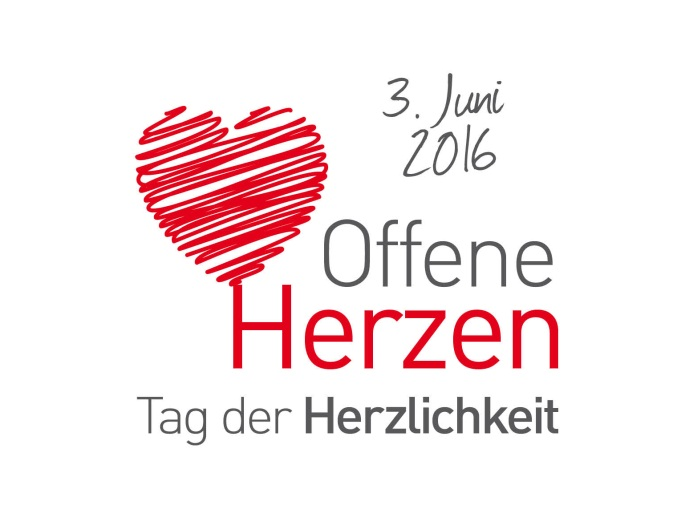 3. Juni
2016
Offene
Herzen
Tag der Herzlichkeit